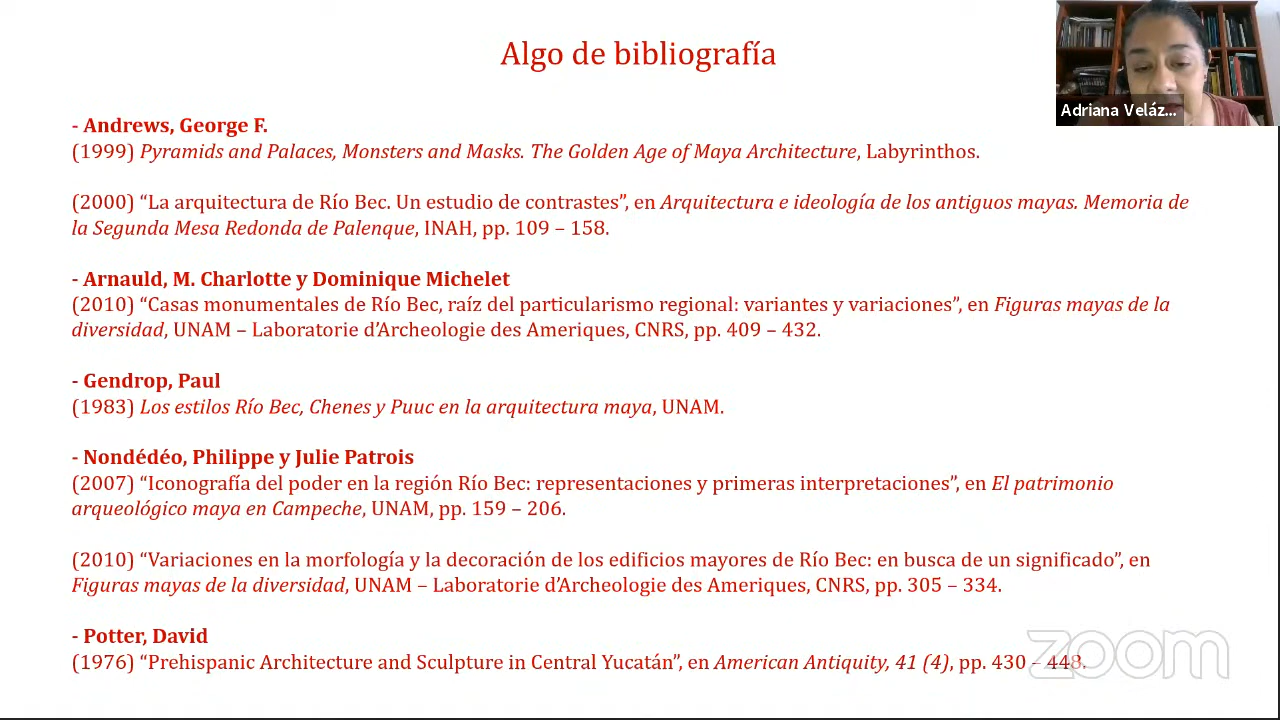 Algo de bibliografía
Adriana Veláz...
- Andrews, George F.
(1999) Pyramids and Palaces, Monsters and Masks. The Golden Age of Maya Architecture, Labyrinthos.
(2000) “La arquitectura de Río Bec. Un estudio de contrastes”, en Arquitectura e ideología de los antiguos mayas. Memoria de
la Segunda Mesa Redonda de Palenque, INAH, pp. 109 – 158.
- Arnauld, M. Charlotte y Dominique Michelet
(2010) “Casas monumentales de Río Bec, raíz del particularismo regional: variantes y variaciones”, en Figuras mayas de la
diversidad, UNAM – Laboratorie d’Archeologie des Ameriques, CNRS, pp. 409 – 432.
- Gendrop, Paul
(1983) Los estilos Río Bec, Chenes y Puuc en la arquitectura maya, UNAM.
- Nondédéo, Philippe y Julie Patrois
(2007) “Iconografía del poder en la región Río Bec: representaciones y primeras interpretaciones”, en El patrimonio
arqueológico maya en Campeche, UNAM, pp. 159 – 206.
(2010) “Variaciones en la morfología y la decoración de los edificios mayores de Río Bec: en busca de un significado”, en
Figuras mayas de la diversidad, UNAM – Laboratorie d’Archeologie des Ameriques, CNRS, pp. 305 – 334.
- Potter, David
(1976) “Prehispanic Architecture and Sculpture in Central Yucatán”, en American Antiquity, 41 (4), pp. 430 – 448.
zoom